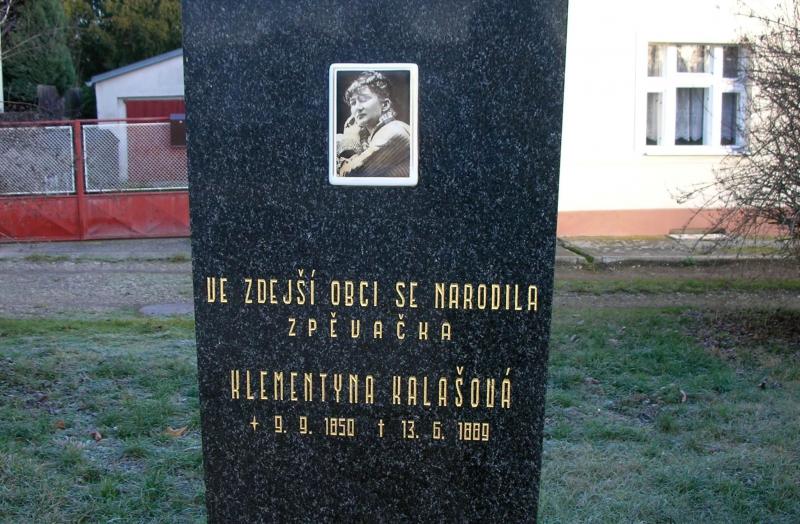 VE ZDEJŠÍ OBCI SE NARODILA
ZPĚVAČKA
KLEMENTYNA KALAŠOVÁ
✦ 9. 9. 1850 † 13. 6. 1889